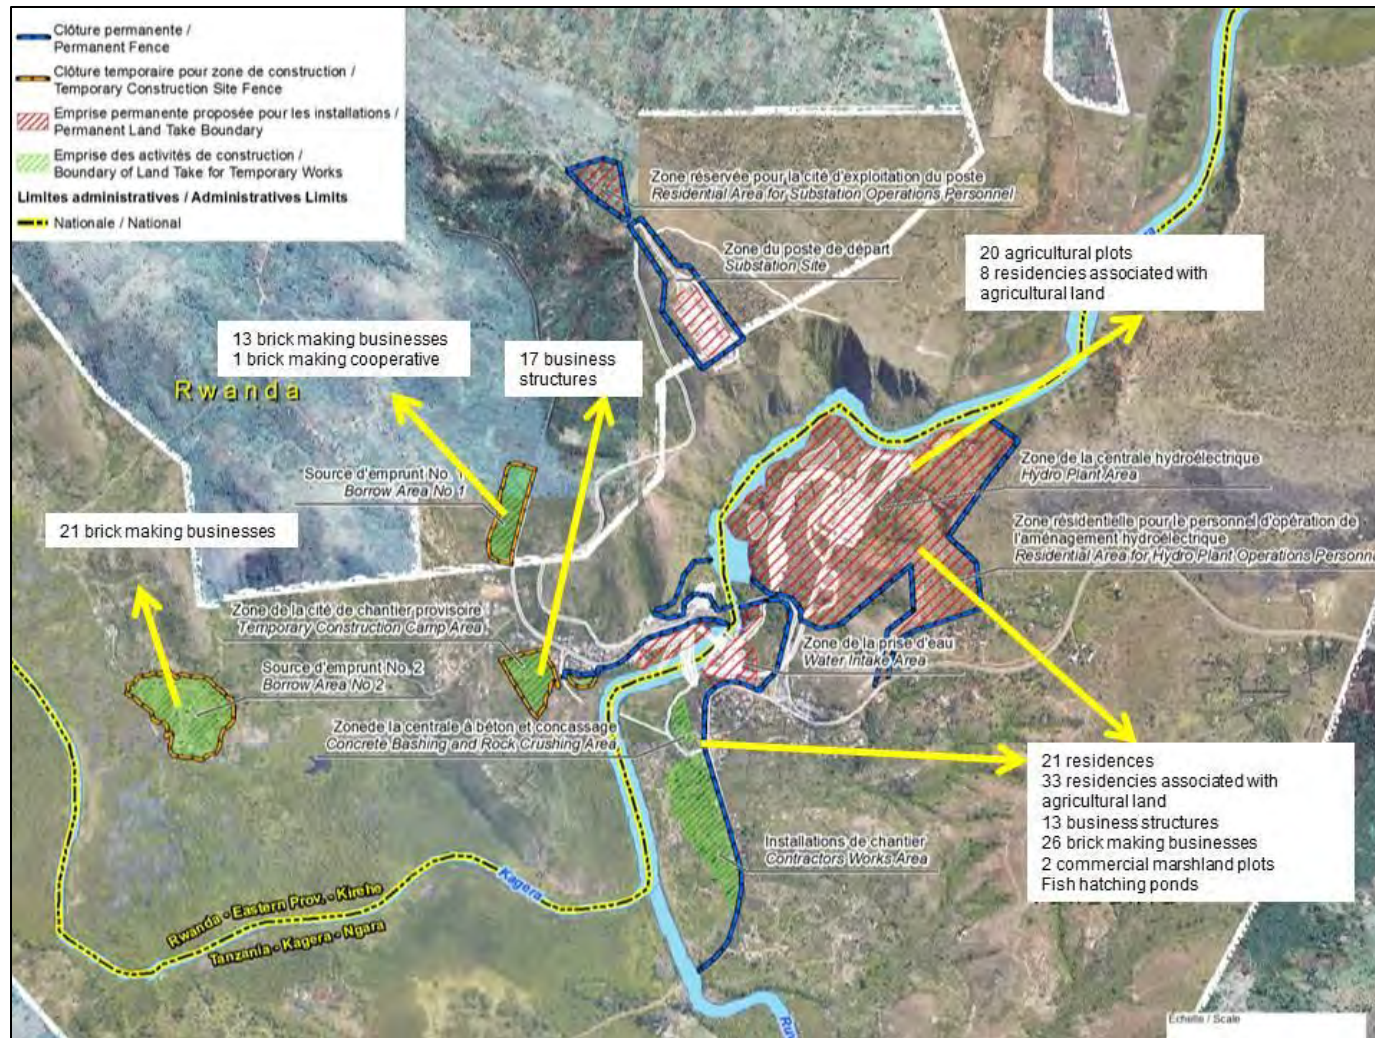 Clôture permanente /
Permanent Fence
Clôture temporaire pour zone de construction /
Temporary Construction Site Fence
Emprise permanente proposée pour les installations /
Permanent Land Take Boundary
Emprise des activités de construction /
Boundary of Land Take for Temporary Works
Limites administratives / Administratives Limits
Nationale / National
Zone réservée pour la cité d'exploitation du poste
Residential Area for Substation Operations Personnel
Zone du poste de départ
Substation Site
20 agricultural plots
8 residencies associated with
agricultural land
13 brick making businesses
1 brick making cooperative
17 business
structures
Rwanda
Source d'emprunt No. 1
Borrow Area No 1
Zone de la centrale hydroélectrique
Hydro Plant Area
21 brick making businesses
Zone résidentielle pour le personnel d'opération de
l'aménagement hydroélectrique
Residential Area for Hydro Plant Operations Personne
Zone de la cité de chantier provisoire
Temporary Construction Camp Area
Zone de la prise d'eau
Water Intake Area
Source d'emprunt No. 2
Borrow Area No 2
Zonede la centrale à béton et concassage
Concrete Bashing and Rock Crushing Area
21 residences
33 residencies associated with
agricultural land
13 business structures
26 brick making businesses
2 commercial marshland plots
Fish hatching ponds
Installations de chantier
Contractors Works Area
Kagera
Rwanda - Eastern Prov. - Kirehe
Tanzania - Kagera - Ngara
Echelle / Scale